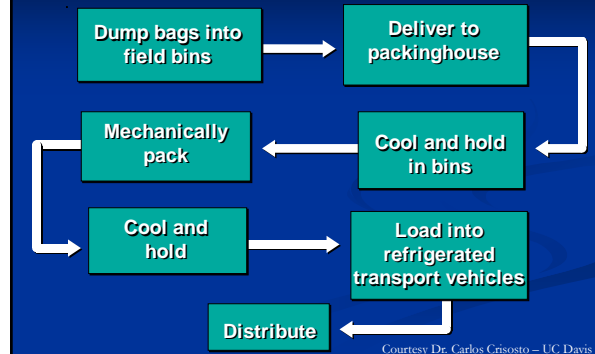 Dump bags into
field bins
Deliver to
packinghouse
Cool and hold
in bins
Mechanically
pack
Cool and
hold
Load into
refrigerated
transport vehicles
Distribute
Courtesy Dr. Carlos Crisosto – UC Davis